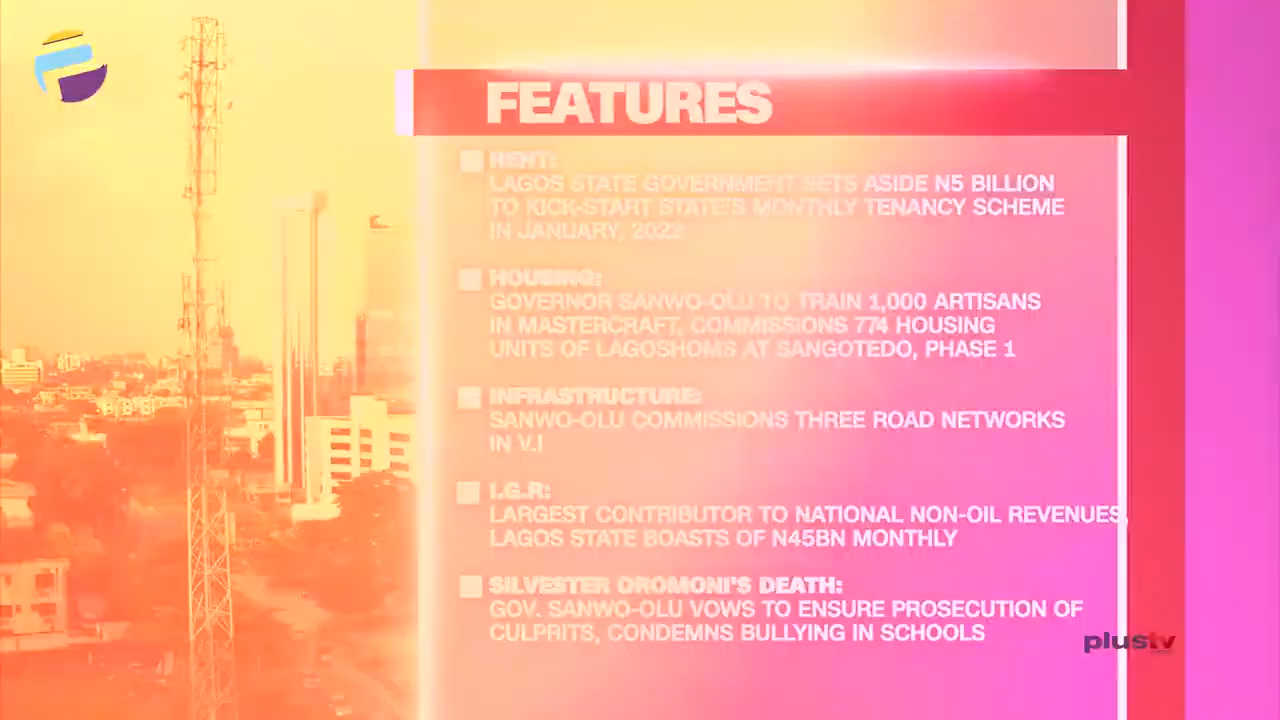 FEATURES
RENT:
LAGOS STATE GOVERNMENT SETS ASIDE N5 BILLION
TO KICK-START STATE'S MONTHLY TENANCY SCHEME
IN JANUARY, 2022
HOUSING:
GOVERNOR SANWO-OLU TO TRAIN 1,000 ARTISANS
IN MASTERCRAFT, COMMISSIONS 774 HOUSING
UNITS OF LAGOSHOMS AT SANGOTEDO, PHASE 1
INFRASTRUCTURE:
SANWO-OLU COMMISSIONS THREE ROAD NETWORKS
IN V.I
I.G.R:
LARGEST CONTRIBUTOR TO NATIONAL NON-OIL REVENUES,
LAGOS STATE BOASTS OF N45BN MONTHLY
SILVESTER OROMONI'S DEATH:
GOV. SANWO-OLU VOWS TO ENSURE PROSECUTION OF
CULPRITS, CONDEMNS BULLYING IN SCHOOLS
plustv